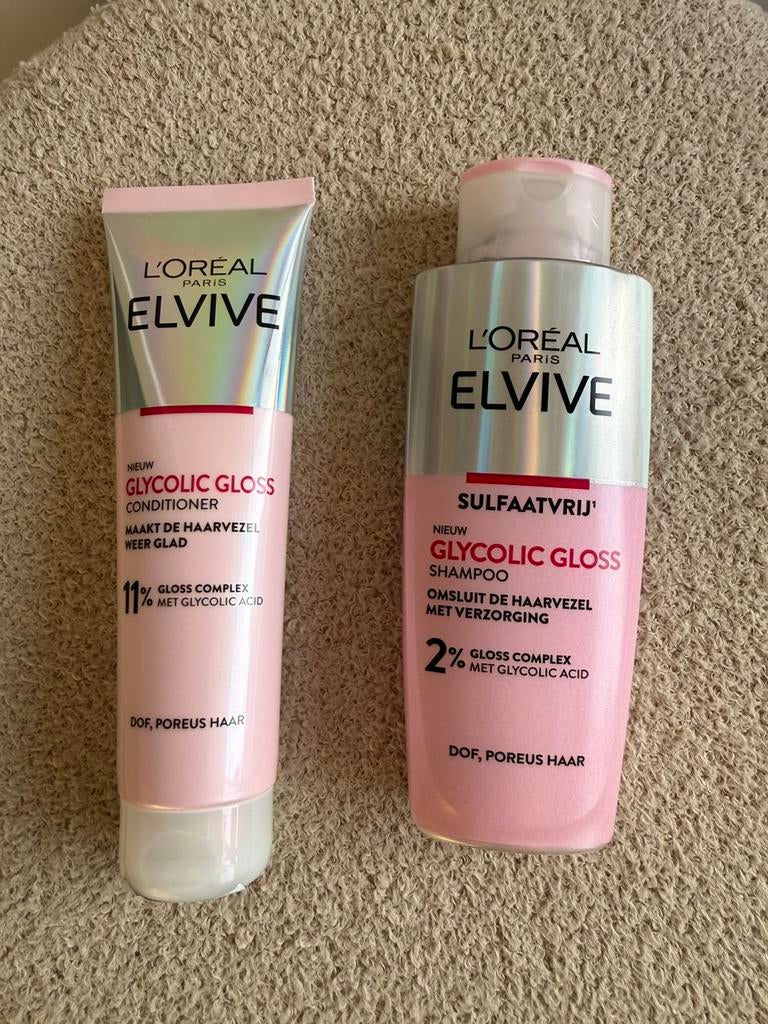 L'ORÉAL
PARIS
ELVIVE
NIEUW
GLYCOLIC GLOSS
CONDITIONER
MAAKT DE HAARVEZEL
WEER GLAD
11% GLOSS COMPLEX
MET GLYCOLIC ACID
DOF, POREUS HAAR
L'ORÉAL
PARIS
ELVIVE
SULFAATVRIJ¹
NIEUW
GLYCOLIC GLOSS
SHAMPOO
OMSLUIT DE HAARVEZEL
MET VERZORGING
2% GLOSS COMPLEX
MET GLYCOLIC ACID
DOF, POREUS HAAR